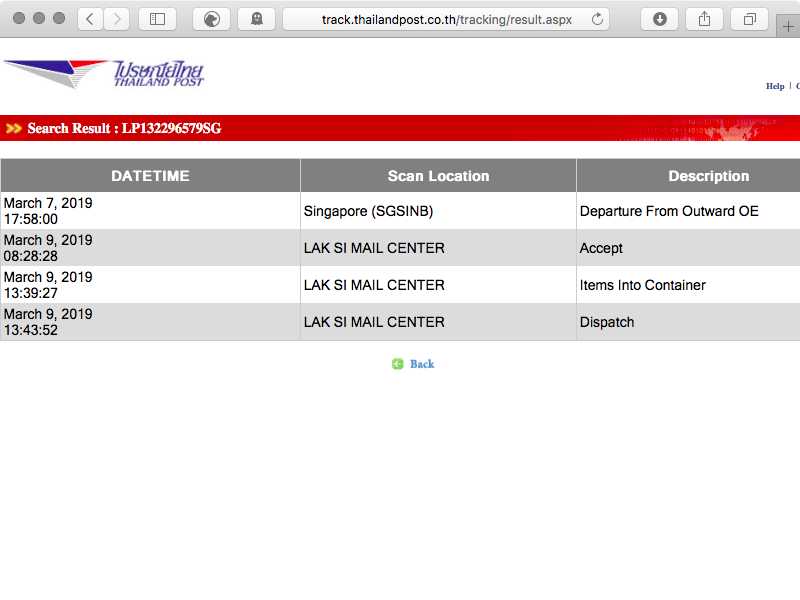 track.thailandpost.co.th/tracking/result.aspx
ไปรษณีย์ไทย
THAILAND POST
Help |
Search Result : LP132296579SG
DATETIME Scan Location Description
March 7, 2019
17:58:00
Singapore (SGSINB) Departure From Outward OE
March 9, 2019
08:28:28
LAK SI MAIL CENTER Accept
March 9, 2019
13:39:27
LAK SI MAIL CENTER Items Into Container
March 9, 2019
13:43:52
LAK SI MAIL CENTER Dispatch
Back